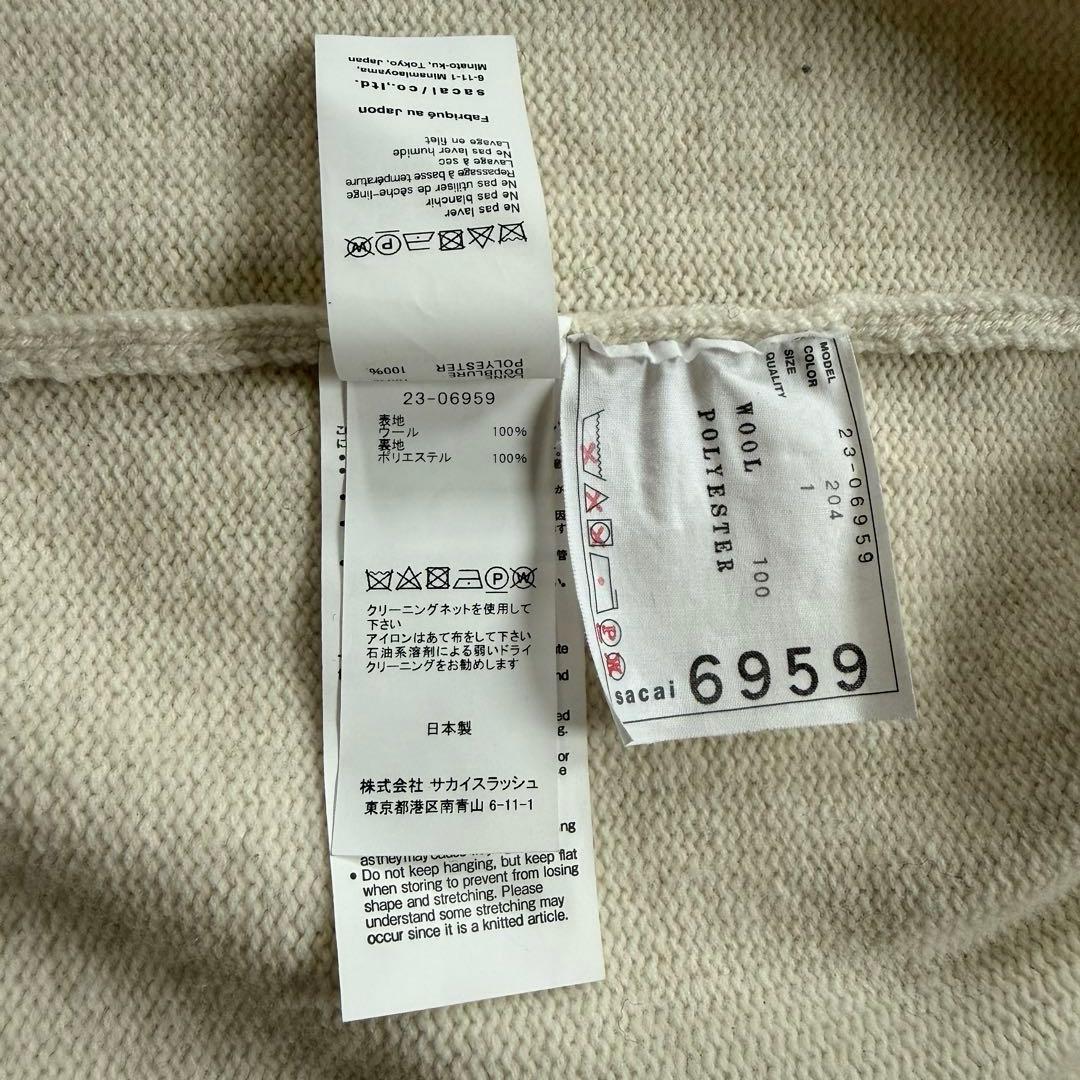 sacai/co.,ltd.
6-11-1 Minamiaoyama,
Minato-ku, Tokyo, Japan
Fabriqué au Japon
Ne pas laver
Ne pas blanchir
Ne pas utiliser de sèche-linge
Repassage à basse température
Lavage à sec
Ne pas laver humide
Lavage en filet
DOUBLURE
POLYESTER 100%
23-06959
表地
ウール 100%
裏地
ポリエステル 100%
クリーニングネットを使用して
下さい
アイロンはあて布をして下さい
石油系溶剤による弱いドライ
クリーニングをお勧めします
日本製
株式会社 サカイスラッシュ
東京都港区南青山 6-11-1
as they may
• Do not keep hanging, but keep flat
when storing to prevent from losing
shape and stretching. Please
understand some stretching may
occur since it is a knitted article.
MODEL 23-06959
COLOR 204
SIZE 1
QUALITY
WOOL 100
POLYESTER
sacai 6959